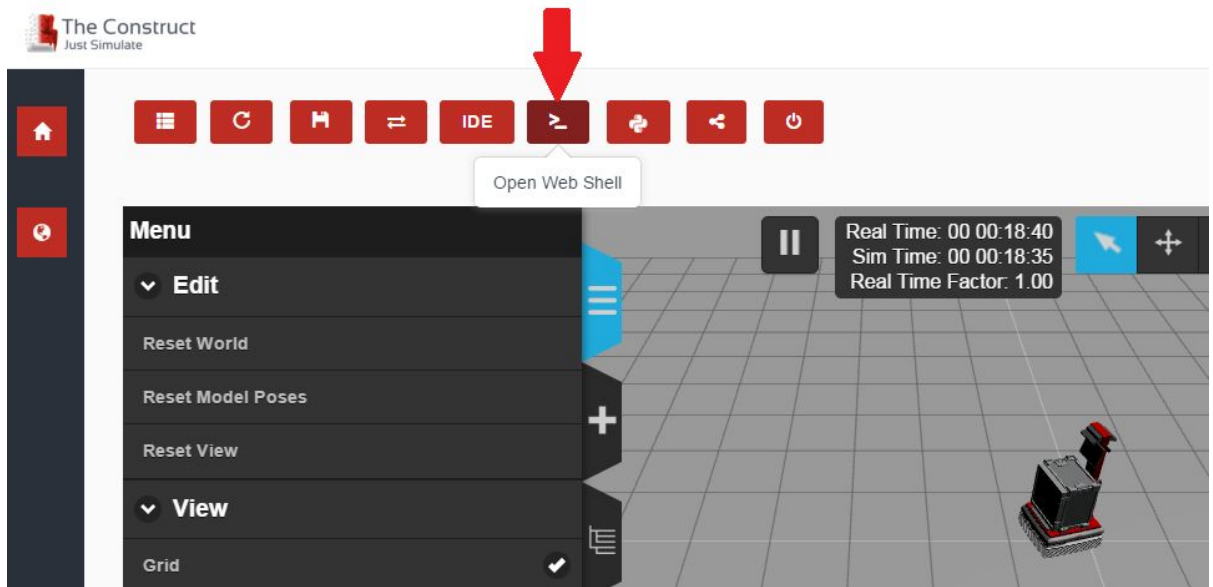 The Construct
Just Simulate
IDE
>_
Open Web Shell
Menu
Real Time: 00 00:18:40
Sim Time: 00 00:18:35
Real Time Factor: 1.00
Edit
Reset World
Reset Model Poses
Reset View
View
Grid